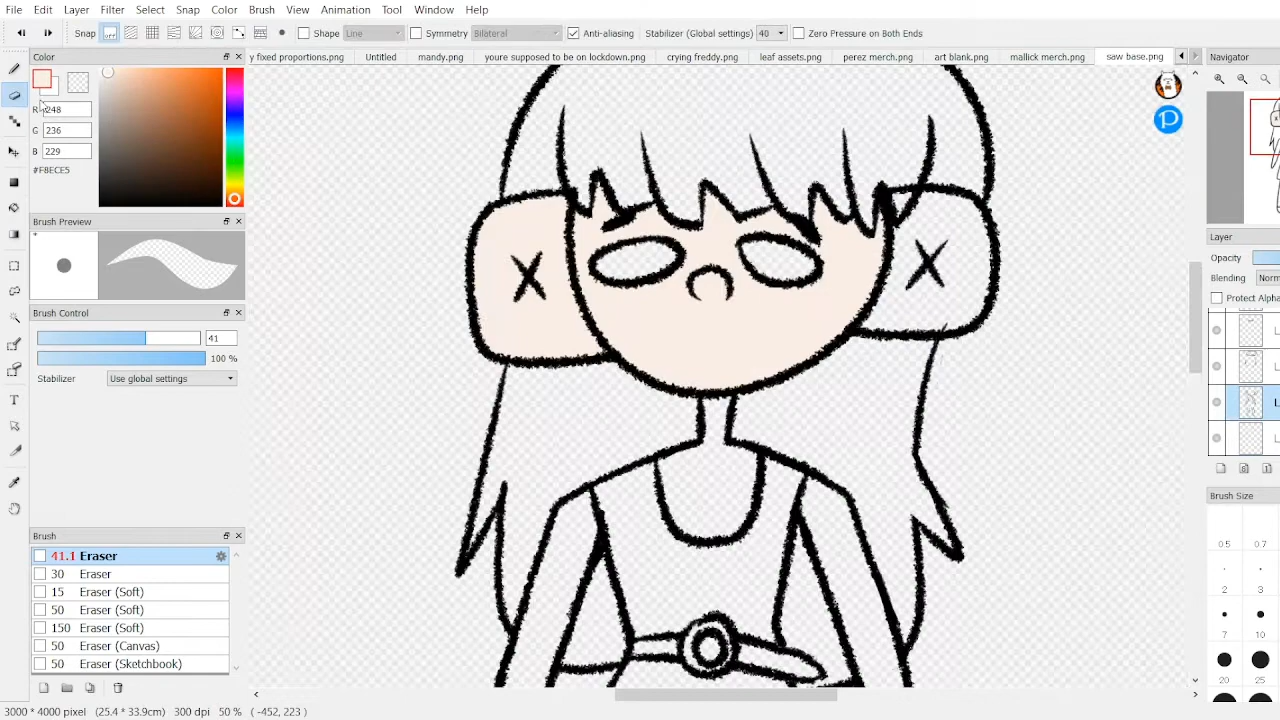 File Edit Layer Filter Select Snap Color Brush View Animation Tool Window Help
Snap OFF Shape Line Symmetry Bilateral Anti-aliasing Stabilizer (Global settings) 40 Zero Pressure on Both Ends
Color
y fixed proportions.png Untitled mandy.png youre supposed to be on lockdown.png crying freddy.png leaf assets.png perez merch.png art blank.png mallick merch.png saw base.png
Navigator
R 248
G 236
B 229
#F8ECE5
Brush Preview
Brush Control
41
100 %
Stabilizer Use global settings
Brush
41.1 Eraser
30 Eraser
15 Eraser (Soft)
50 Eraser (Soft)
150 Eraser (Soft)
50 Eraser (Canvas)
50 Eraser (Sketchbook)
Layer
Opacity
Blending Norm
Protect Alpha
L
L
L
L
Brush Size
0.5 0.7
2 3
7 10
20 25
3000 * 4000 pixel (25.4 * 33.9cm) 300 dpi 50 % ( -452, 223 )